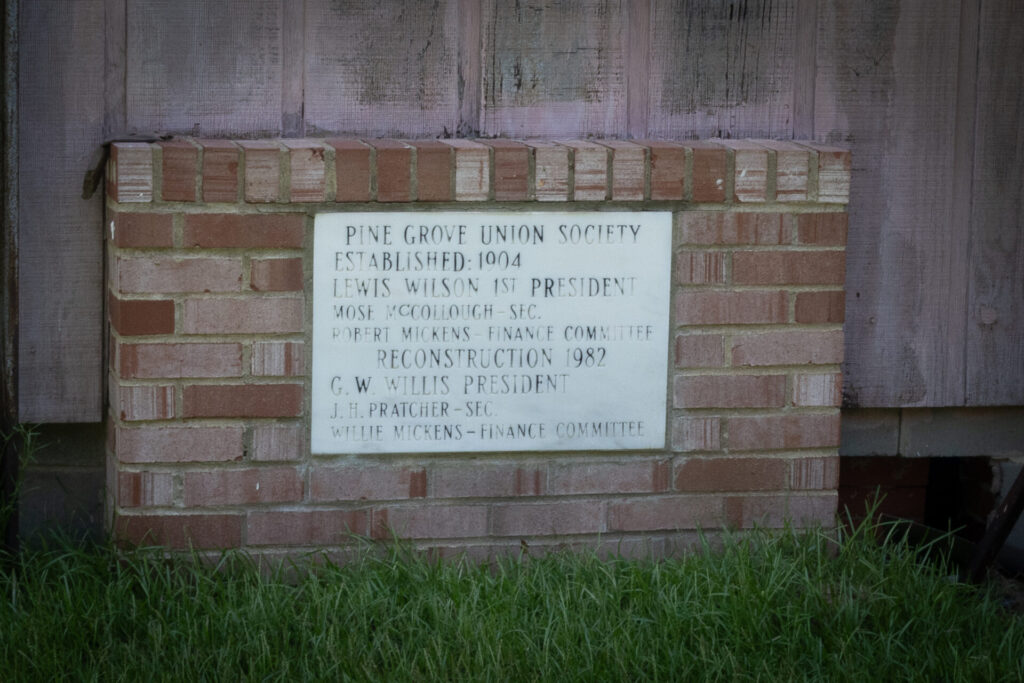 PINE GROVE UNION SOCIETY
ESTABLISHED: 1904
LEWIS WILSON 1ST PRESIDENT
MOSE MCCOLLOUGH - SEC.
ROBERT MICKENS - FINANCE COMMITTEE
RECONSTRUCTION 1982
G. W. WILLIS PRESIDENT
J. H. PRATCHER - SEC.
WILLIE MICKENS - FINANCE COMMITTEE